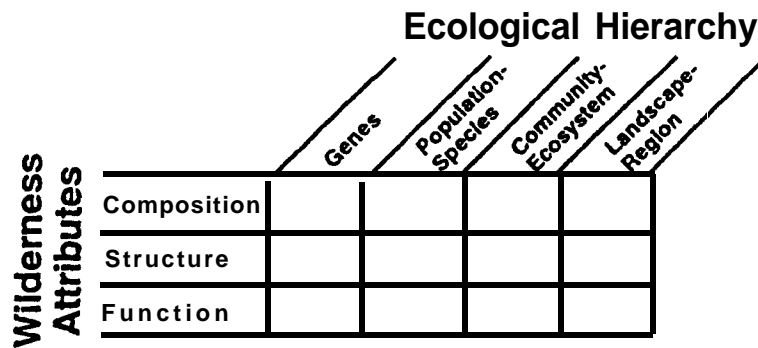 Ecological Hierarchy
Genes
Population-
Species
Community-
Ecosystem
Landscape-
Region
Wilderness
Attributes
Composition
Structure
Function